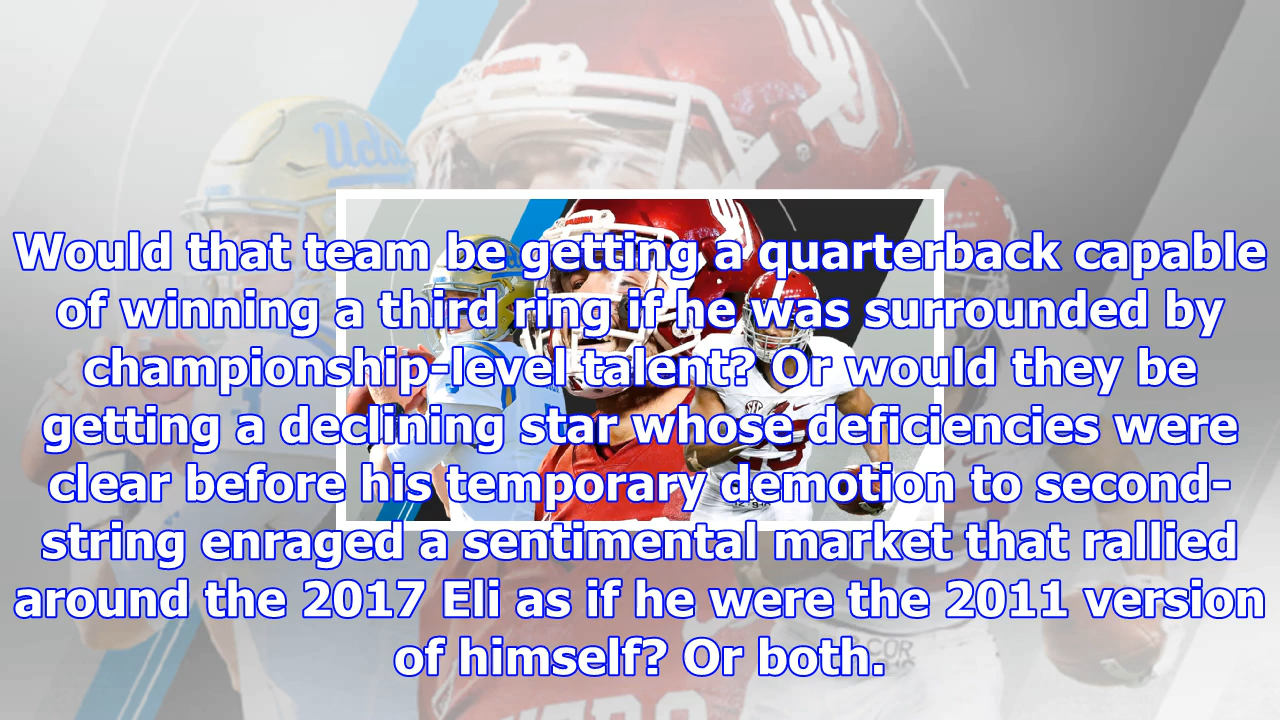 Would that team be getting a quarterback capable
of winning a third ring if he was surrounded by
championship-level talent? Or would they be
getting a declining star whose deficiencies were
clear before his temporary demotion to second-
string enraged a sentimental market that rallied
around the 2017 Eli as if he were the 2011 version
of himself? Or both.
Ucla